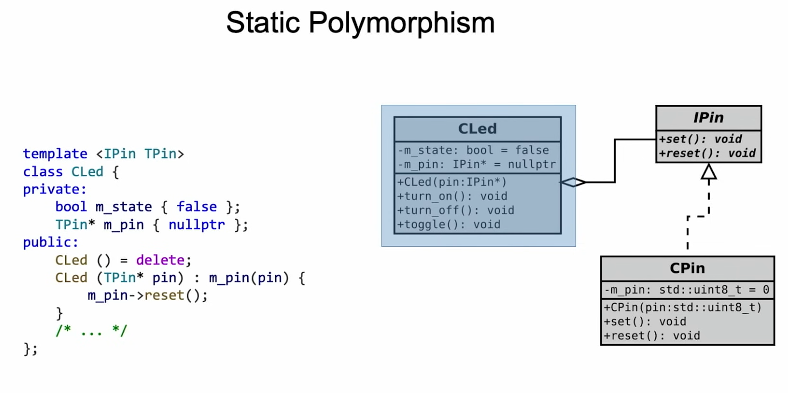 Static Polymorphism
template <IPin TPin>
class CLed {
private:
    bool m_state { false };
    TPin* m_pin { nullptr };
public:
    CLed () = delete;
    CLed (TPin* pin) : m_pin(pin) {
        m_pin->reset();
    }
    /* ... */
};
CLed
-m_state: bool = false
-m_pin: IPin* = nullptr
+CLed(pin:IPin*)
+turn_on(): void
+turn_off(): void
+toggle(): void
IPin
+set(): void
+reset(): void
CPin
-m_pin: std::uint8_t = 0
+CPin(pin:std::uint8_t)
+set(): void
+reset(): void